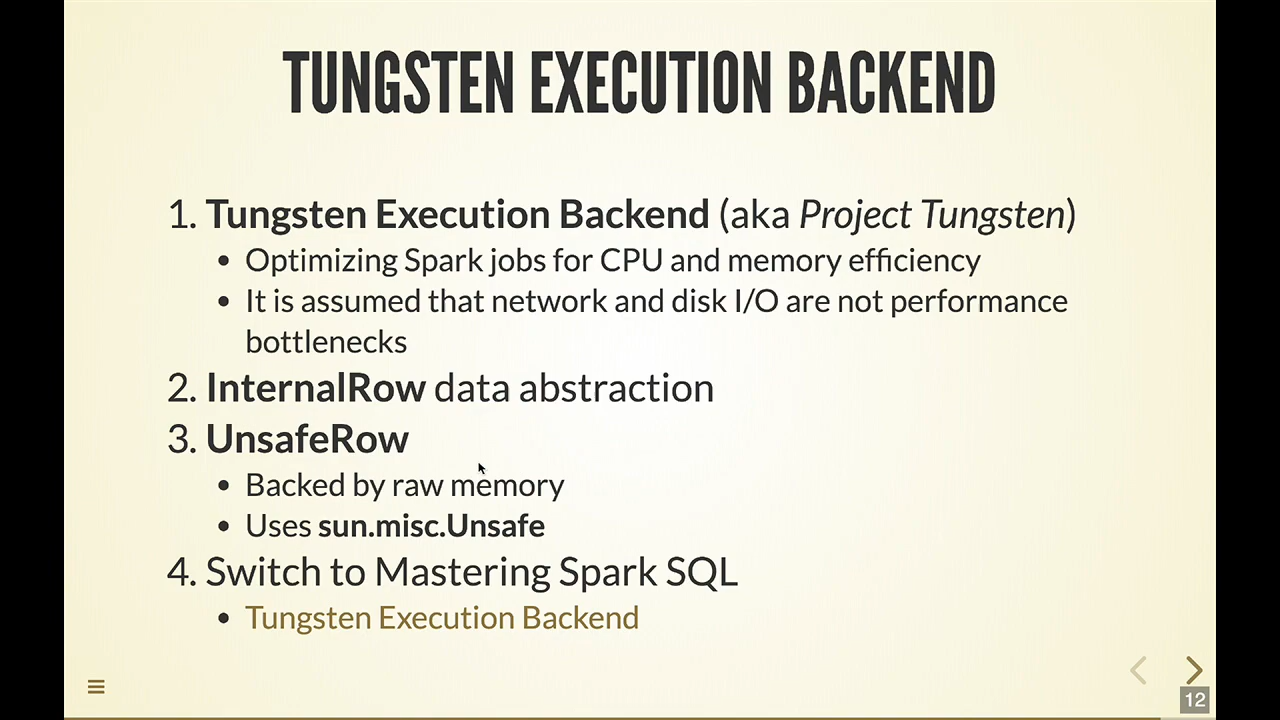 TUNGSTEN EXECUTION BACKEND
1. Tungsten Execution Backend (aka Project Tungsten)
• Optimizing Spark jobs for CPU and memory efficiency
• It is assumed that network and disk I/O are not performance
bottlenecks
2. InternalRow data abstraction
3. UnsafeRow
• Backed by raw memory
• Uses sun.misc.Unsafe
4. Switch to Mastering Spark SQL
• Tungsten Execution Backend
12